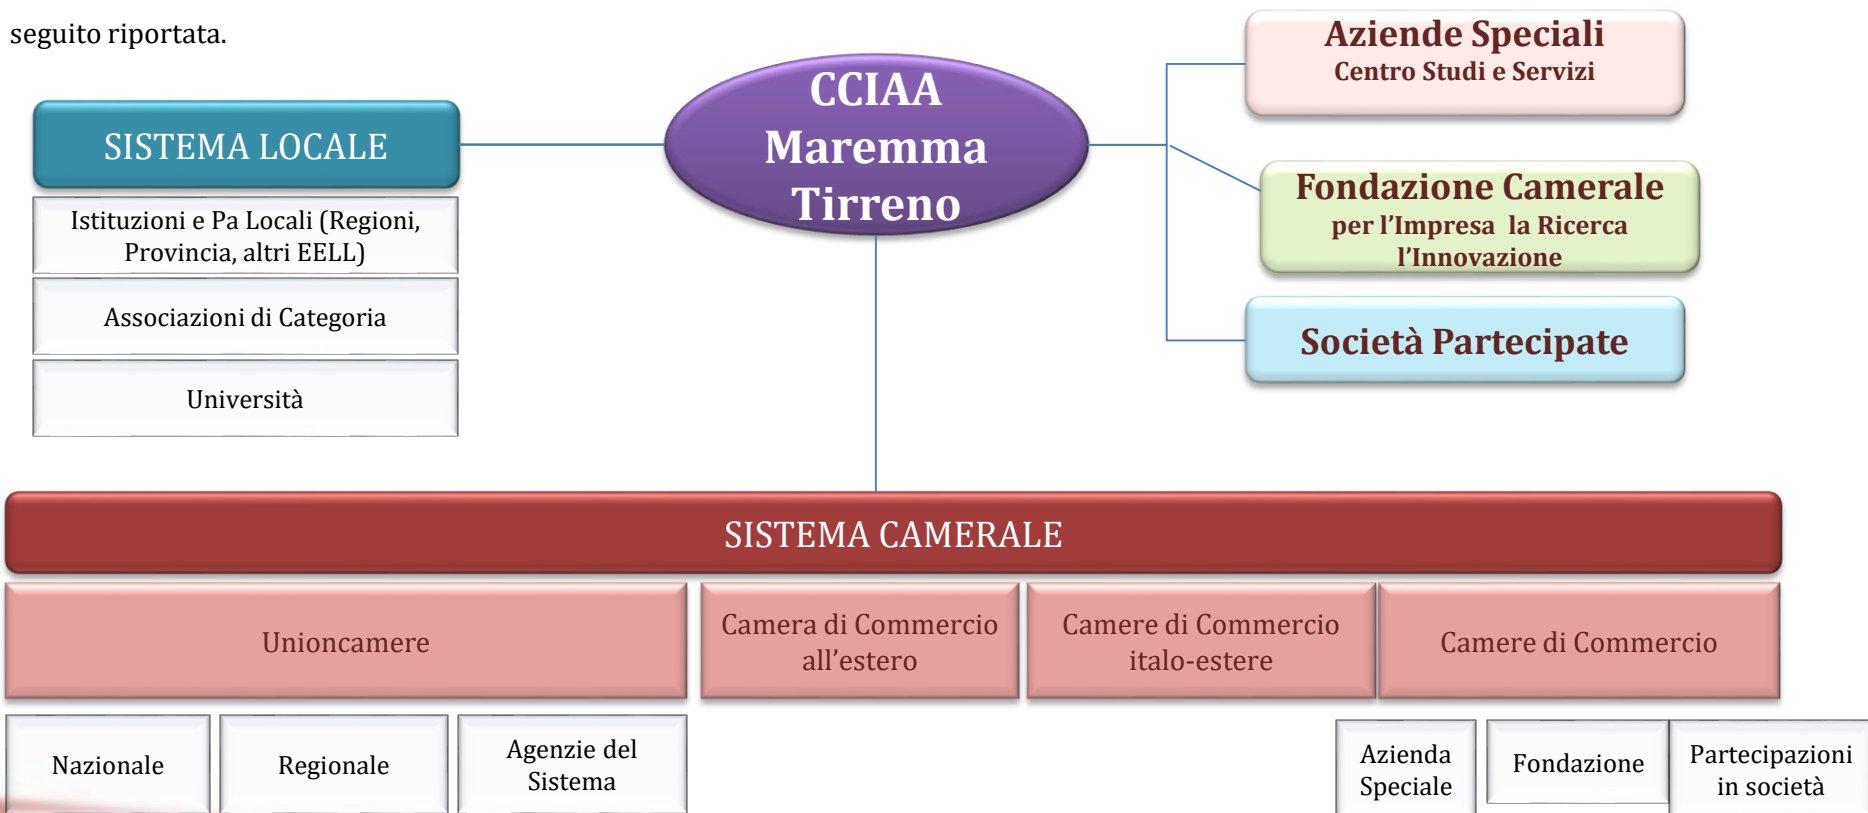 seguito riportata.
CCIAA
Maremma
Tirreno
Aziende Speciali
Centro Studi e Servizi
Fondazione Camerale
per l'Impresa  la Ricerca
l'Innovazione
Società Partecipate
SISTEMA LOCALE
Istituzioni e Pa Locali (Regioni,
Provincia, altri EELL)
Associazioni di Categoria
Università
SISTEMA CAMERALE
Unioncamere
Camera di Commercio
all'estero
Camere di Commercio
italo-estere
Camere di Commercio
Nazionale
Regionale
Agenzie del
Sistema
Azienda
Speciale
Fondazione
Partecipazioni
in società